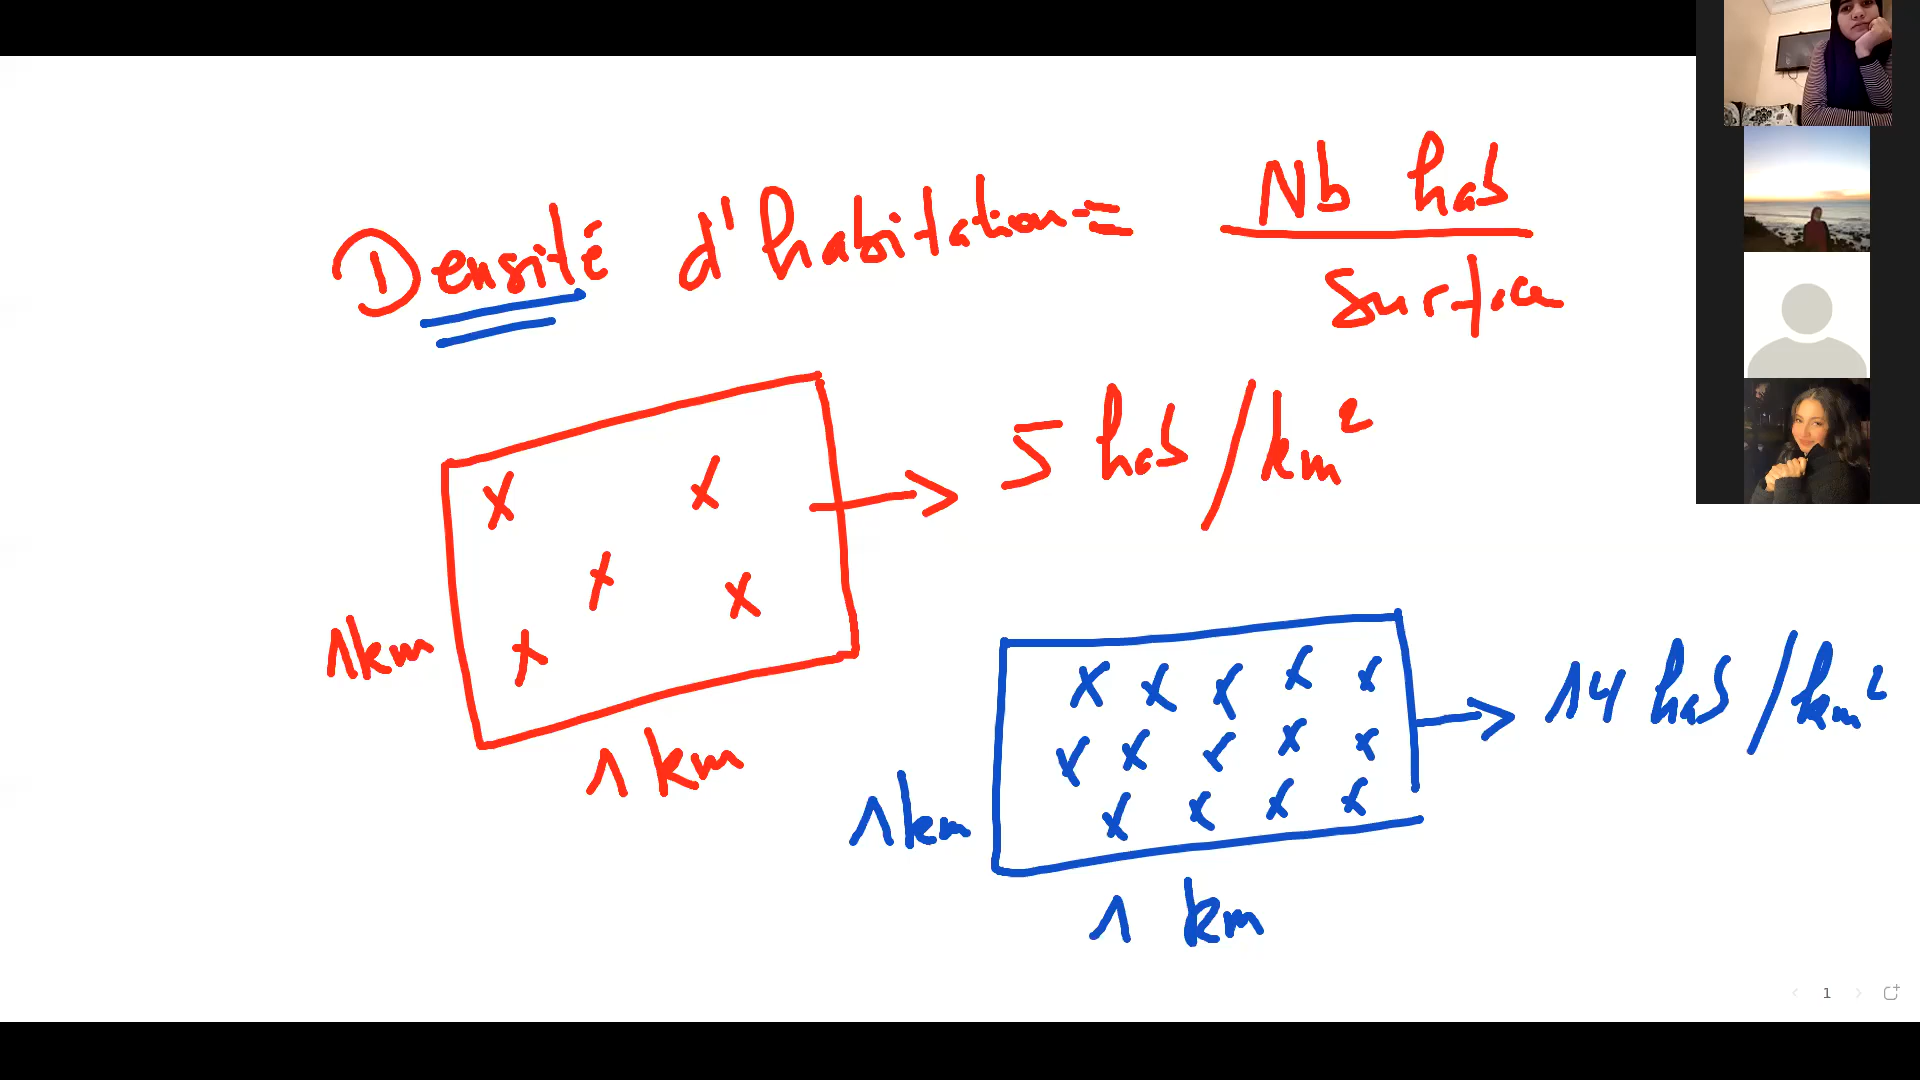 Densité d'habitation = Nb hab
Surface
5 hab/km²
1km
1 km
14 hab/km²
1km
1 km
1